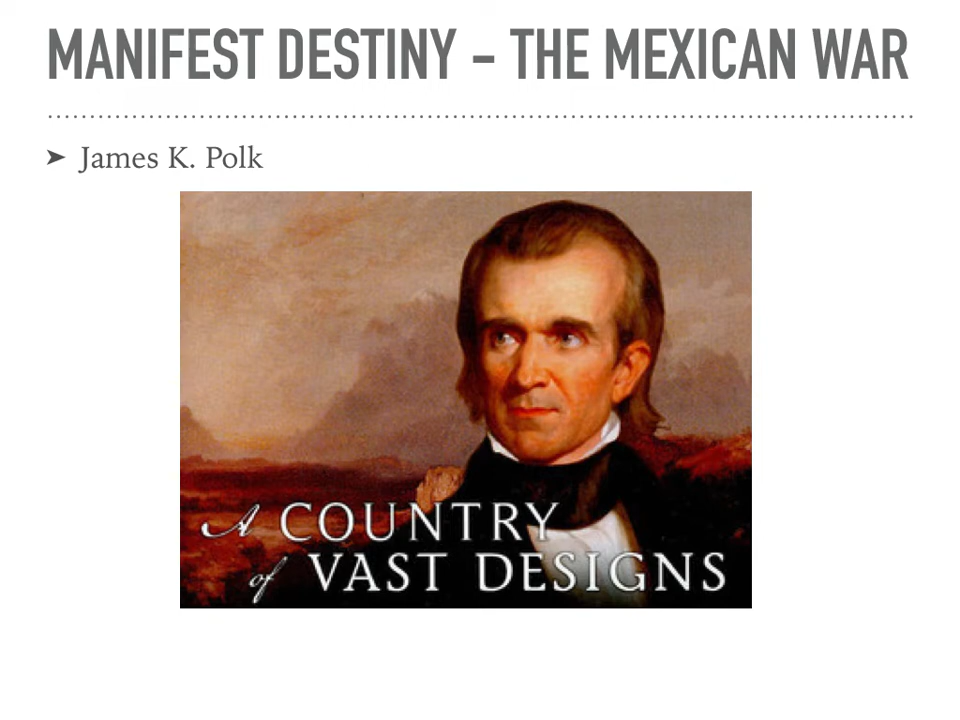 MANIFEST DESTINY – THE MEXICAN WAR
➤ James K. Polk
A COUNTRY
of VAST DESIGNS